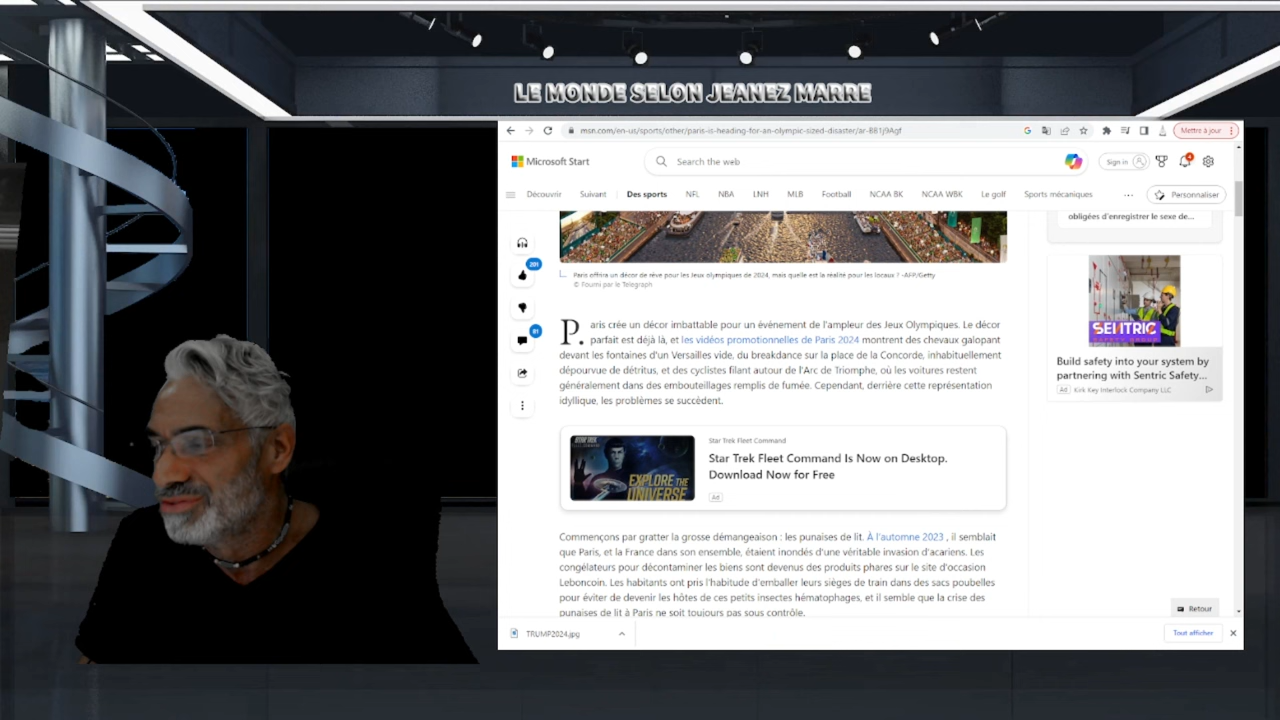 LE MONDE SELON JEANEZ MARRE
msn.com/en-us/sports/other/paris-is-heading-for-an-olympic-sized-disaster/ar-BB1j9Agf
Mettre à jour
Microsoft Start
Search the web
Sign in
4
Découvrir
Suivant
Des sports
NFL
NBA
LNH
MLB
Football
NCAA BK
NCAA WBK
Le golf
Sports mécaniques
Personnaliser
obligées d'enregistrer le sexe de...
201
81
Paris offrira un décor de rêve pour les Jeux olympiques de 2024, mais quelle est la réalité pour les locaux ? -AFP/Getty
© Fourni par le Telegraph
P. aris crée un décor imbattable pour un événement de l'ampleur des Jeux Olympiques. Le décor
parfait est déjà là, et les vidéos promotionnelles de Paris 2024 montrent des chevaux galopant
devant les fontaines d'un Versailles vide, du breakdance sur la place de la Concorde, inhabituellement
dépourvue de détritus, et des cyclistes filant autour de l'Arc de Triomphe, où les voitures restent
généralement dans des embouteillages remplis de fumée. Cependant, derrière cette représentation
idyllique, les problèmes se succèdent.
SENTRIC
Build safety into your system by
partnering with Sentric Safety...
Ad Kirk Key Interlock Company LLC
STAR TREK
EXPLORE THE
UNIVERSE
Star Trek Fleet Command
Star Trek Fleet Command Is Now on Desktop.
Download Now for Free
Ad
Commençons par gratter la grosse démangeaison : les punaises de lit. À l'automne 2023 , il semblait
que Paris, et la France dans son ensemble, étaient inondés d'une véritable invasion d'acariens. Les
congélateurs pour décontaminer les biens sont devenus des produits phares sur le site d'occasion
Leboncoin. Les habitants ont pris l'habitude d'emballer leurs sièges de train dans des sacs poubelles
pour éviter de devenir les hôtes de ces petits insectes hématophages, et il semble que la crise des
punaises de lit à Paris ne soit toujours pas sous contrôle.
Retour
TRUMP2024.jpg
Tout afficher